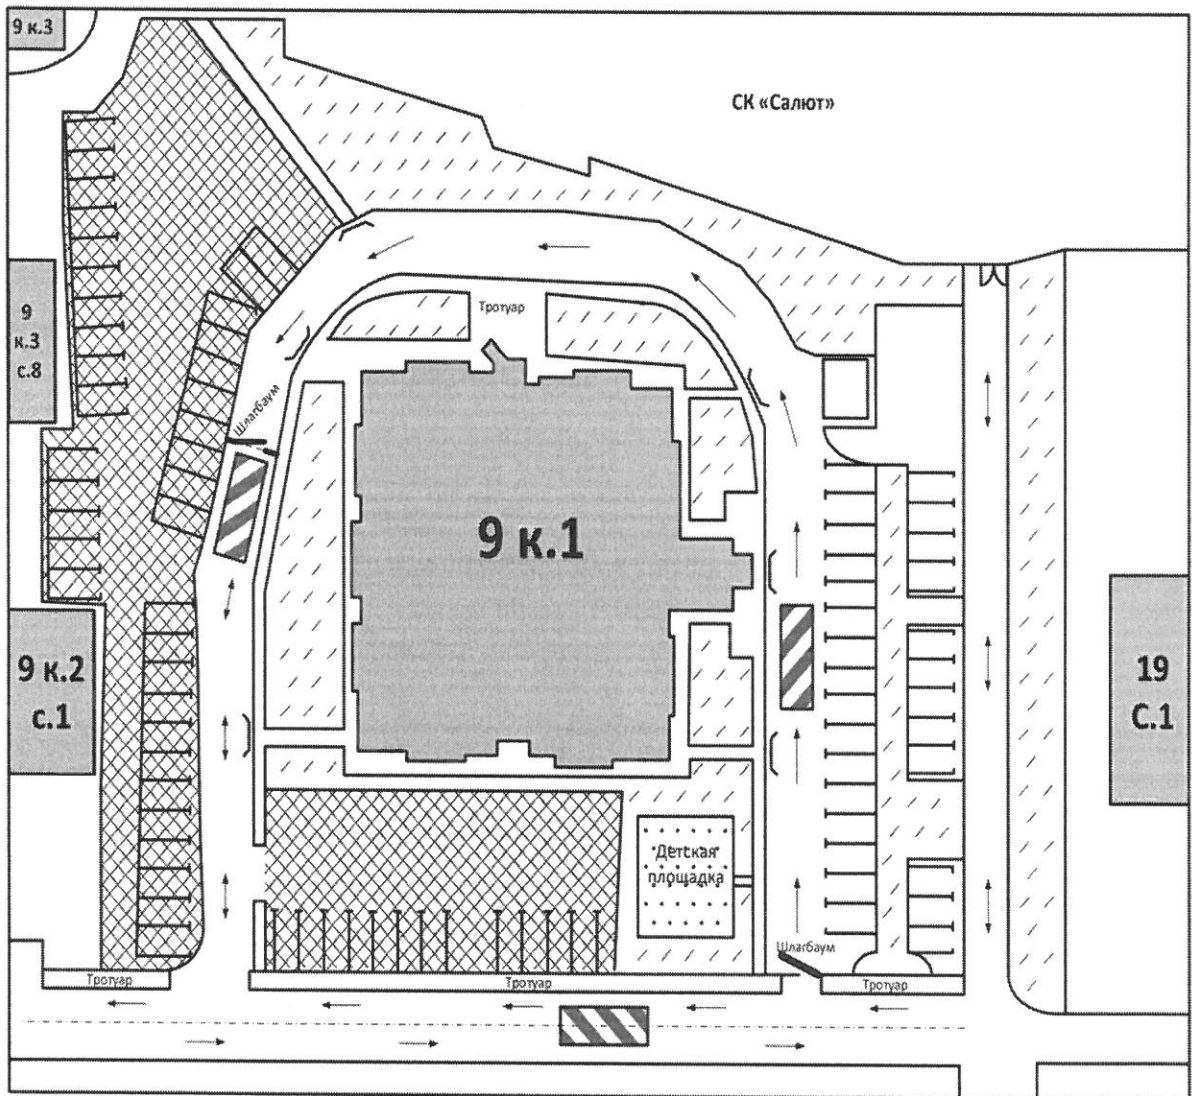 9 к.3
СК «Салют»
Тротуар
9
к.3
с.8
Шлагбаум
9 к.1
9 к.2
с.1
19
С.1
Детская
площадка
Шлагбаум
Тротуар
Тротуар
Тротуар